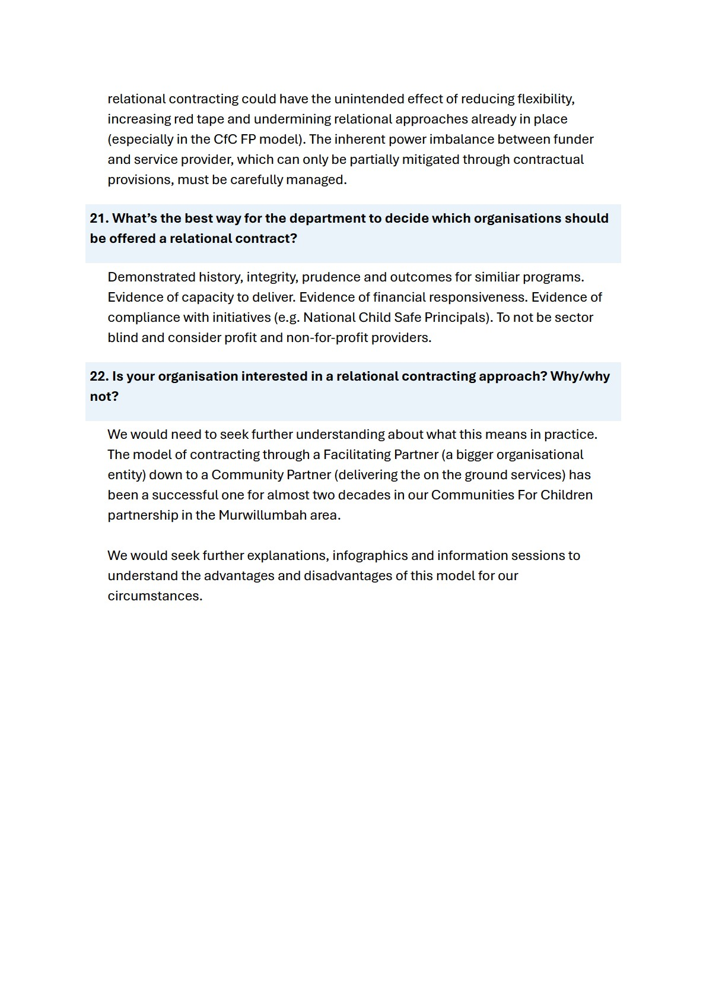 relational contracting could have the unintended effect of reducing flexibility,
increasing red tape and undermining relational approaches already in place
(especially in the CfC FP model). The inherent power imbalance between funder
and service provider, which can only be partially mitigated through contractual
provisions, must be carefully managed.
21. What’s the best way for the department to decide which organisations should
be offered a relational contract?
Demonstrated history, integrity, prudence and outcomes for similiar programs.
Evidence of capacity to deliver. Evidence of financial responsiveness. Evidence of
compliance with initiatives (e.g. National Child Safe Principals). To not be sector
blind and consider profit and non-for-profit providers.
22. Is your organisation interested in a relational contracting approach? Why/why
not?
We would need to seek further understanding about what this means in practice.
The model of contracting through a Facilitating Partner (a bigger organisational
entity) down to a Community Partner (delivering the on the ground services) has
been a successful one for almost two decades in our Communities For Children
partnership in the Murwillumbah area.
We would seek further explanations, infographics and information sessions to
understand the advantages and disadvantages of this model for our
circumstances.